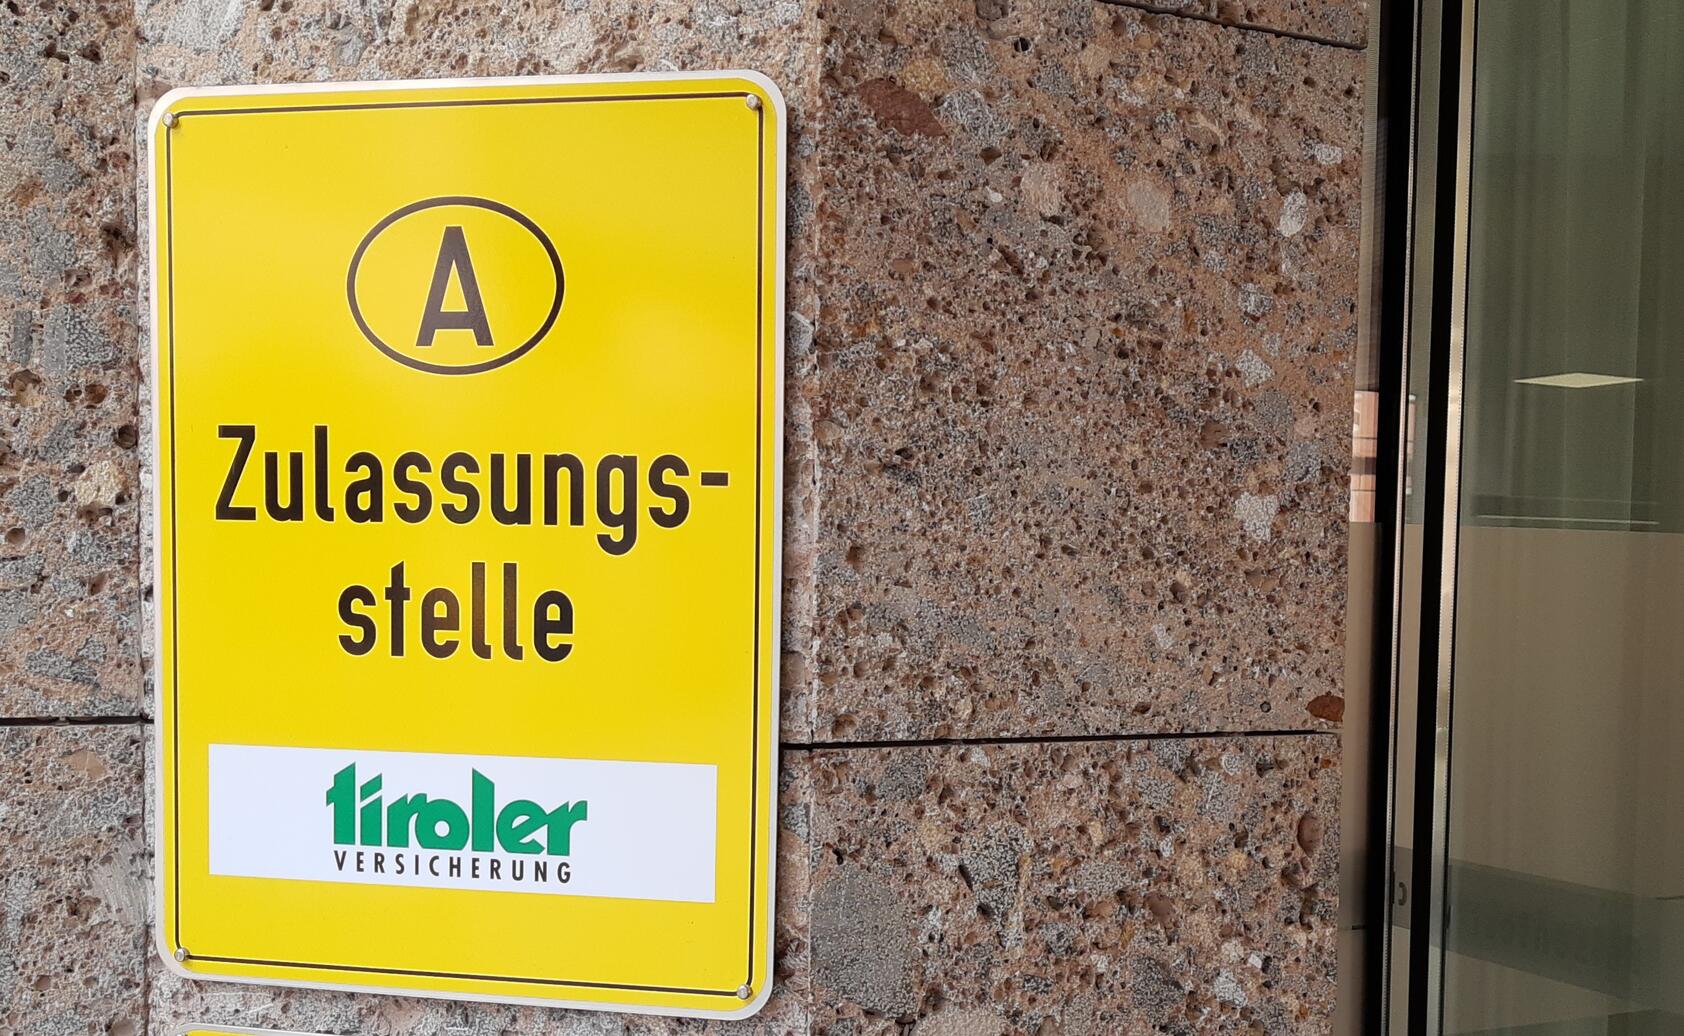 A
Zulassungs-
stelle
tiroler
VERSICHERUNG